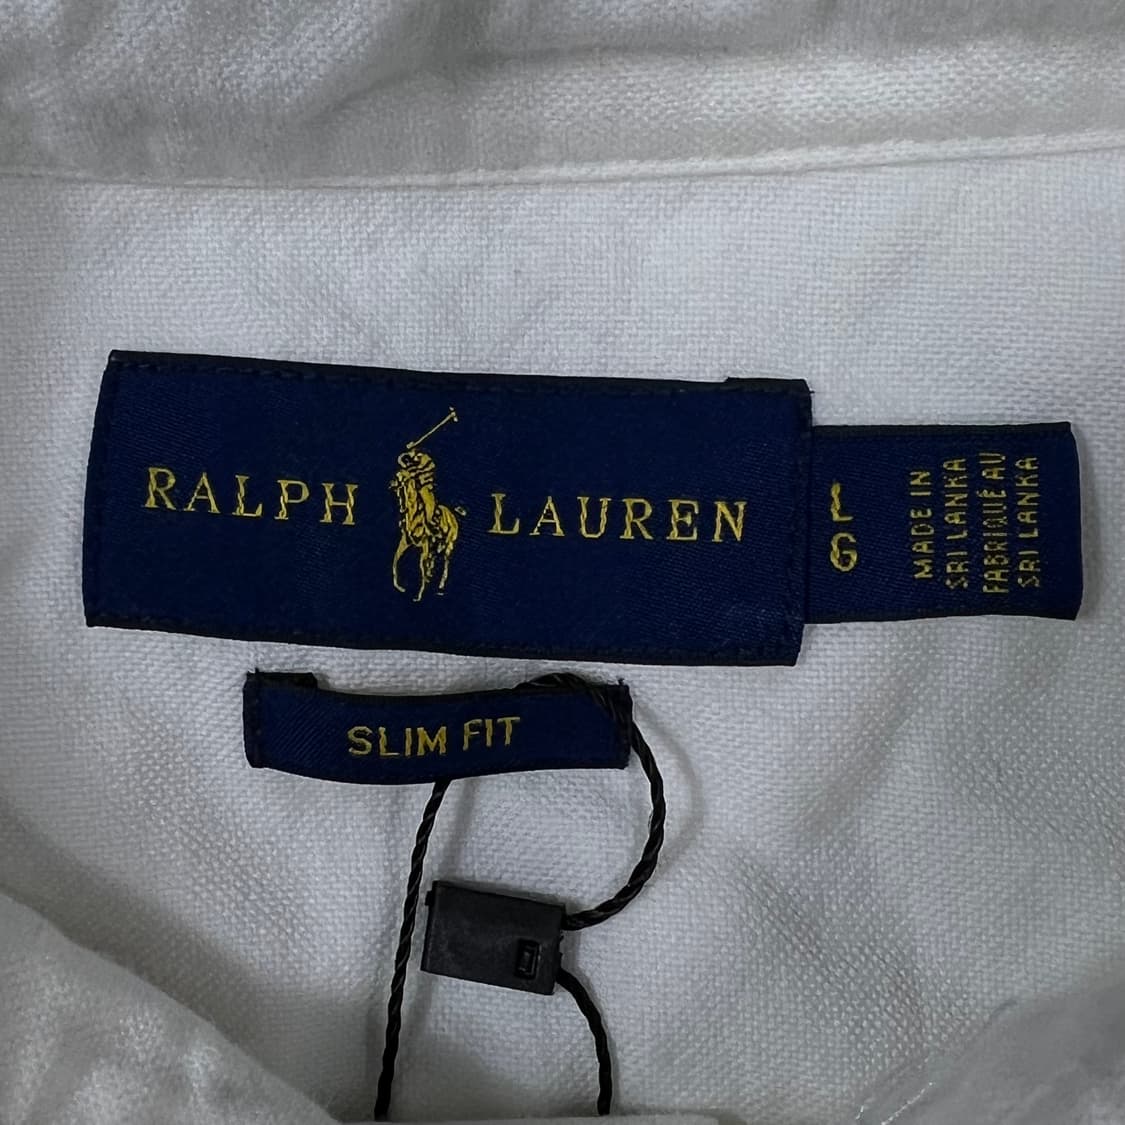 RALPH LAUREN
L
G
MADE IN
SRI LANKA
FABRIQUÉ AU
SRI LANKA
SLIM FIT